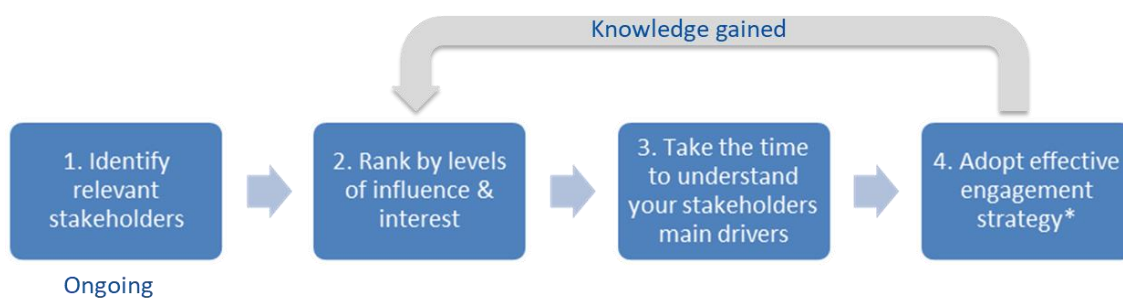 Knowledge gained
1. Identify
relevant
stakeholders
2. Rank by levels
of influence &
interest
3. Take the time
to understand
your stakeholders
main drivers
4. Adopt effective
engagement
strategy*
Ongoing